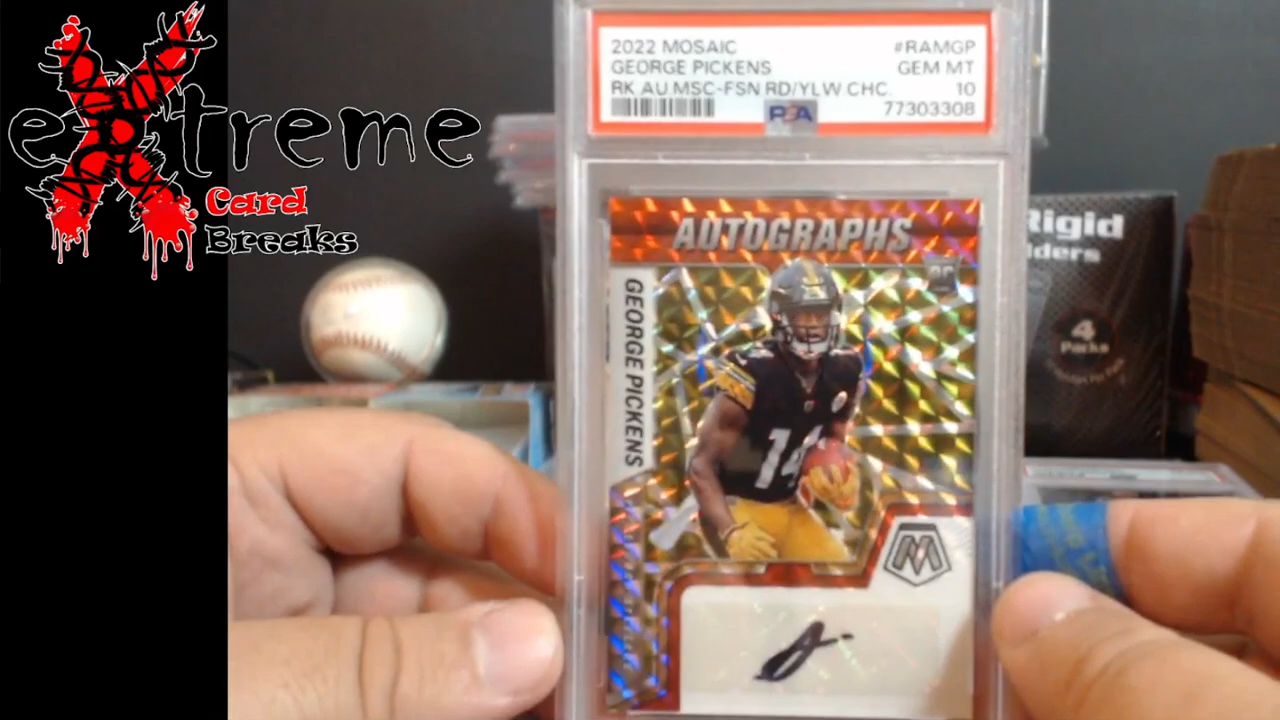 eXtreme
Card
Breaks
2022 MOSAIC #RAMGP
GEORGE PICKENS GEM MT
RK AU.MSC-FSN RD/YLW CHC. 10
PSA 77303308
AUTOGRAPHS
RC
GEORGE PICKENS
14
M
Rigid
lders
4
Packs